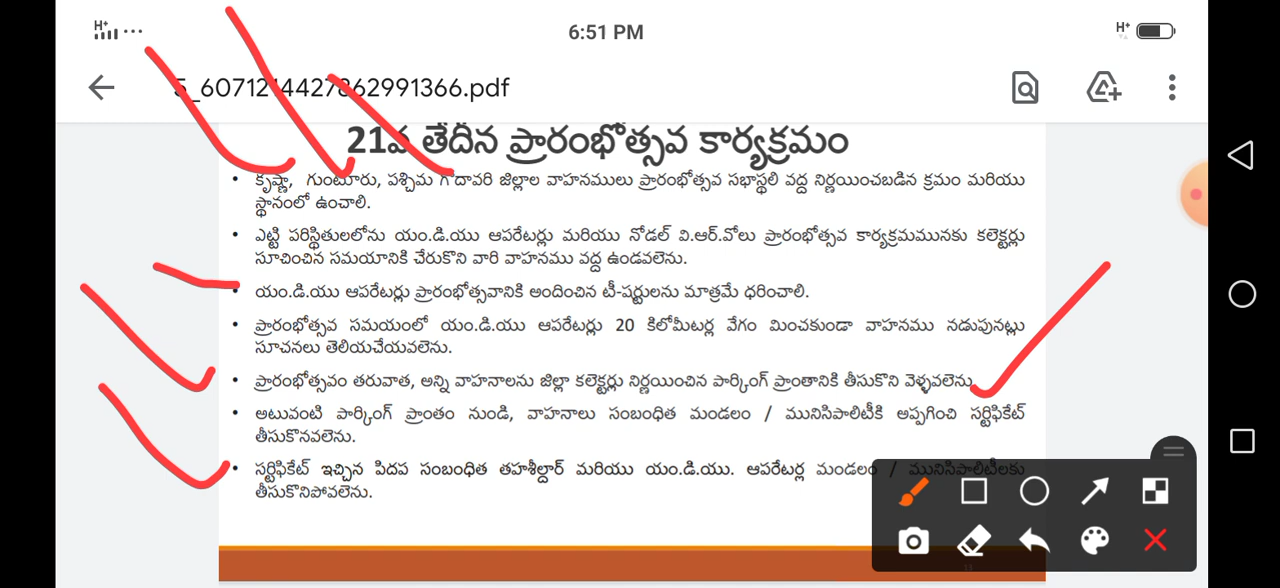 H⁺ ... 6:51 PM H⁺
5_6071214427862991366.pdf
21వ తేదీన ప్రారంభోత్సవ కార్యక్రమం
• కృష్ణా, గుంటూరు, పశ్చిమ గోదావరి జిల్లాల వాహనములు ప్రారంభోత్సవ సభాస్థలి వద్ద నిర్ణయించబడిన క్రమం మరియు
స్థానంలో ఉంచాలి.
• ఎట్టి పరిస్థితులలోను యం.డి.యు ఆపరేటర్లు మరియు నోడల్ వి.ఆర్.వోలు ప్రారంభోత్సవ కార్యక్రమమునకు కలెక్టర్లు
సూచించిన సమయానికి చేరుకొని వారి వాహనము వద్ద ఉండవలెను.
• యం.డి.యు ఆపరేటర్లు ప్రారంభోత్సవానికి అందించిన టీ-షర్టులను మాత్రమే ధరించాలి.
• ప్రారంభోత్సవ సమయంలో యం.డి.యు ఆపరేటర్లు 20 కిలోమీటర్ల వేగం మించకుండా వాహనము నడుపునట్లు
సూచనలు తెలియచేయవలెను.
• ప్రారంభోత్సవం తరువాత, అన్ని వాహనాలను జిల్లా కలెక్టర్లు నిర్ణయించిన పార్కింగ్ ప్రాంతానికి తీసుకొని వెళ్ళవలెను
• అటువంటి పార్కింగ్ ప్రాంతం నుండి, వాహనాలు సంబంధిత మండలం / మునిసిపాలిటీకి అప్పగించి సర్టిఫికేట్
తీసుకొనవలెను.
• సర్టిఫికేట్ ఇచ్చిన పిదప సంబంధిత తహశీల్దార్ మరియు యం.డి.యు. ఆపరేటర్ల మండలం / మునిసిపాలిటీలకు
తీసుకొనిపోవలెను.